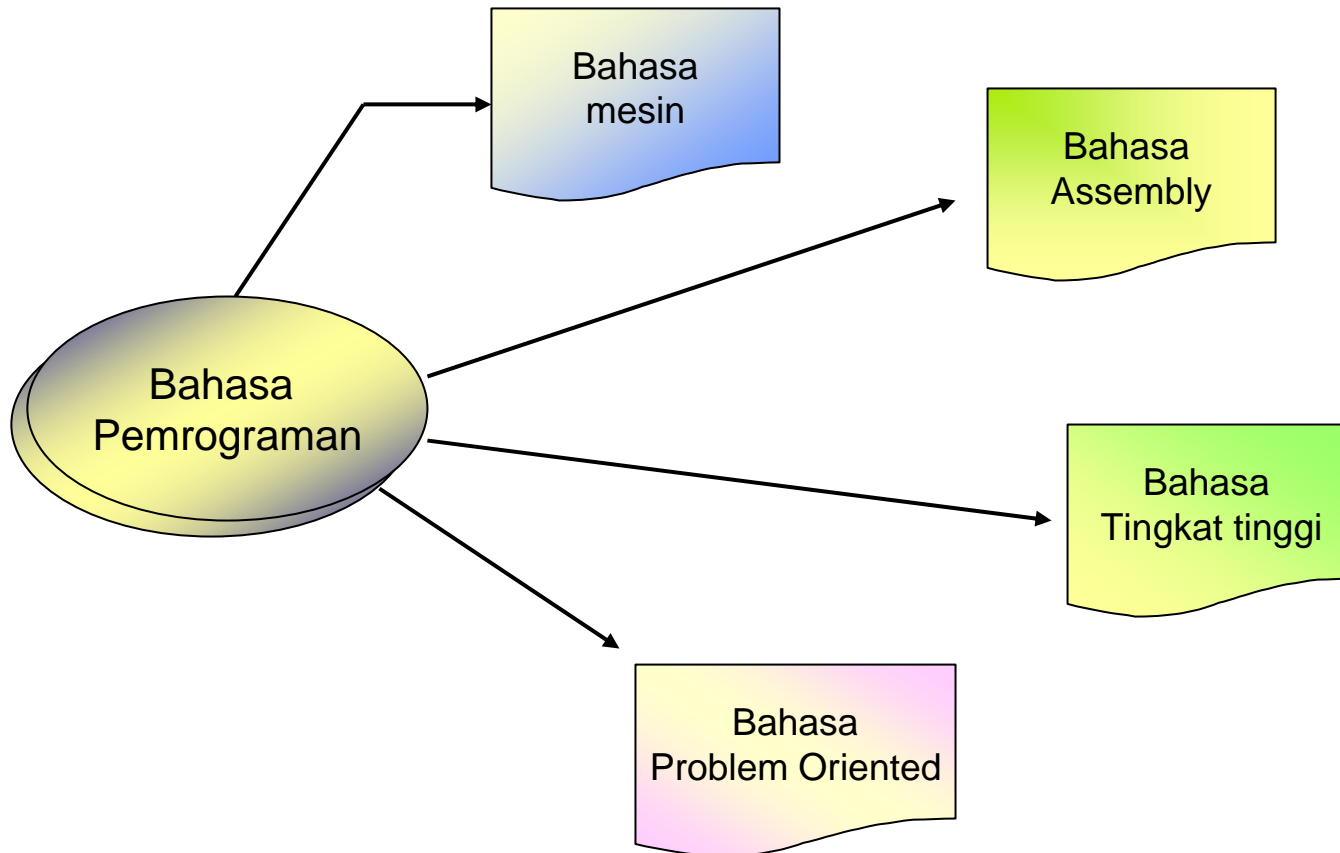 Bahasa
mesin
Bahasa
Assembly
Bahasa
Pemrograman
Bahasa
Tingkat tinggi
Bahasa
Problem Oriented